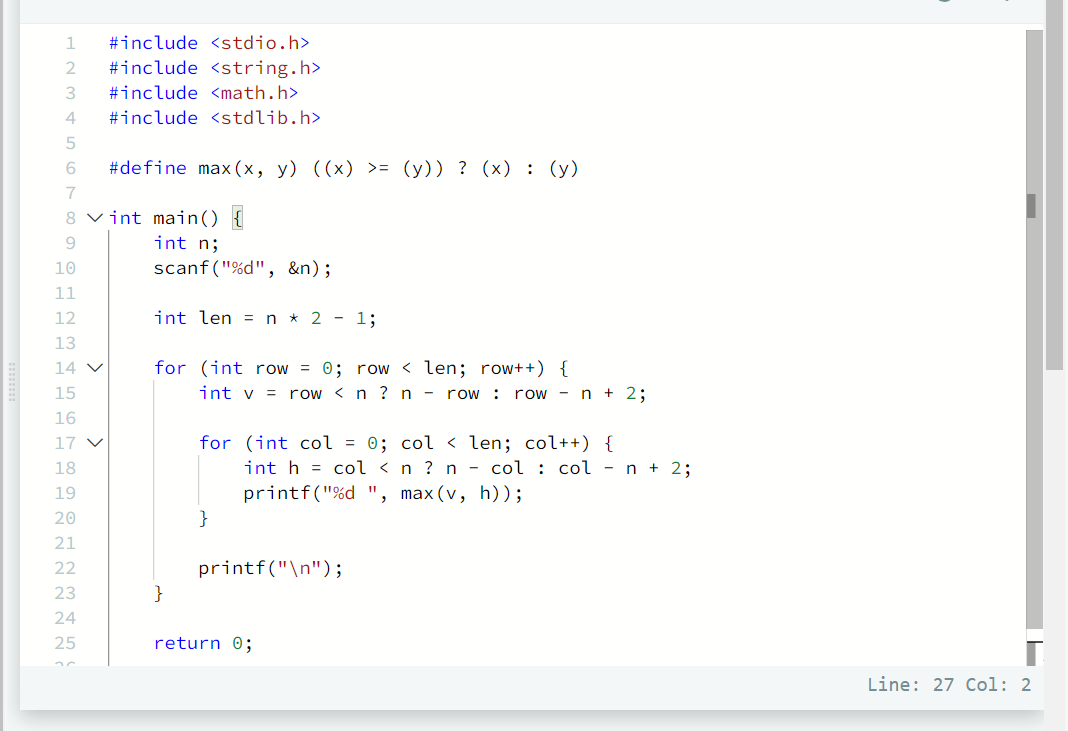 1 #include <stdio.h>
2 #include <string.h>
3 #include <math.h>
4 #include <stdlib.h>
5
6 #define max(x, y) ((x) >= (y)) ? (x) : (y)
7
8 int main() {
9     int n;
10     scanf("%d", &n);
11
12     int len = n * 2 - 1;
13
14     for (int row = 0; row < len; row++) {
15         int v = row < n ? n - row : row - n + 2;
16
17         for (int col = 0; col < len; col++) {
18             int h = col < n ? n - col : col - n + 2;
19             printf("%d ", max(v, h));
20         }
21
22         printf("\n");
23     }
24
25     return 0;
Line: 27 Col: 2